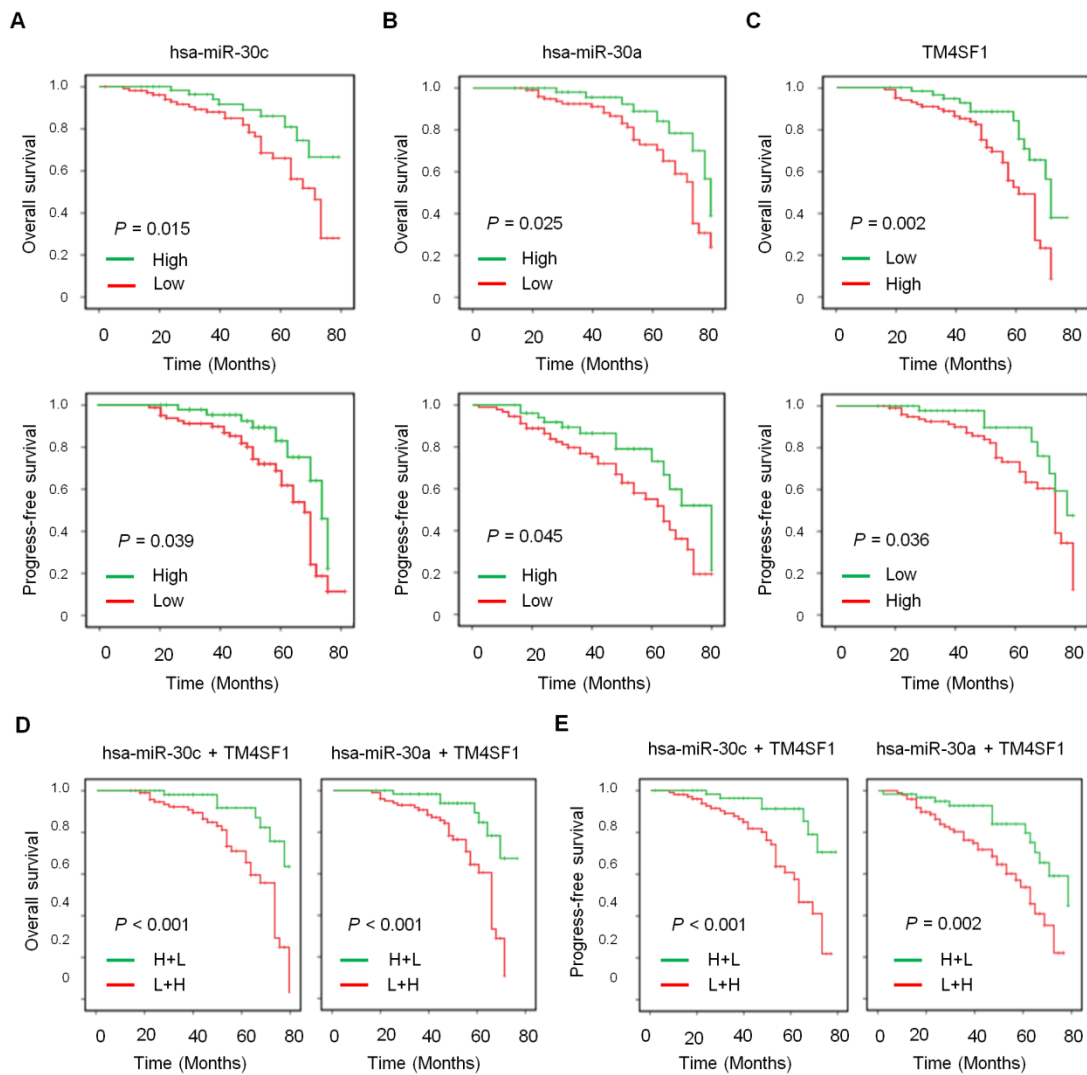 A
hsa-miR-30c
Overall survival
1.0
0.8
0.6
0.4
0.2
0
P = 0.015
High
Low
0 20 40 60 80
Time (Months)
Progress-free survival
1.0
0.8
0.6
0.4
0.2
0
P = 0.039
High
Low
0 20 40 60 80
Time (Months)
B
hsa-miR-30a
Overall survival
1.0
0.8
0.6
0.4
0.2
0
P = 0.025
High
Low
0 20 40 60 80
Time (Months)
Progress-free survival
1.0
0.8
0.6
0.4
0.2
0
P = 0.045
High
Low
0 20 40 60 80
Time (Months)
C
TM4SF1
Overall survival
1.0
0.8
0.6
0.4
0.2
0
P = 0.002
Low
High
0 20 40 60 80
Time (Months)
Progress-free survival
1.0
0.8
0.6
0.4
0.2
0
P = 0.036
Low
High
0 20 40 60 80
Time (Months)
D
hsa-miR-30c + TM4SF1
Overall survival
1.0
0.8
0.6
0.4
0.2
0
P < 0.001
H+L
L+H
0 20 40 60 80
Time (Months)
hsa-miR-30a + TM4SF1
P < 0.001
H+L
L+H
0 20 40 60 80
Time (Months)
E
hsa-miR-30c + TM4SF1
Progress-free survival
1.0
0.8
0.6
0.4
0.2
0
P < 0.001
H+L
L+H
0 20 40 60 80
Time (Months)
hsa-miR-30a + TM4SF1
P = 0.002
H+L
L+H
0 20 40 60 80
Time (Months)